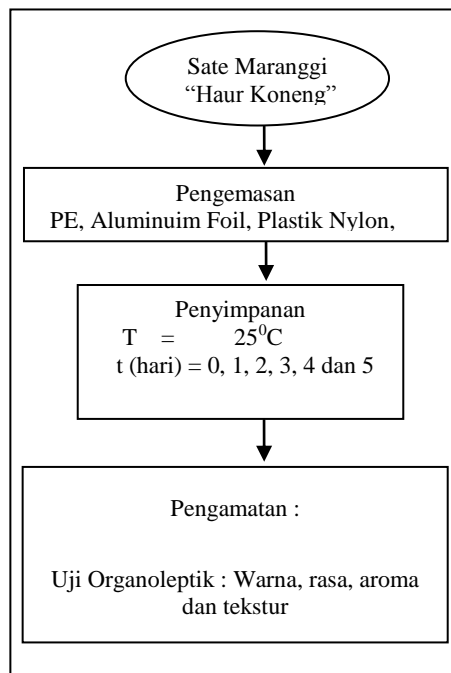 Sate Maranggi
“Haur Koneng”
Pengemasan
PE, Aluminuim Foil, Plastik Nylon,
Penyimpanan
T = 25⁰C
t (hari) = 0, 1, 2, 3, 4 dan 5
Pengamatan :
Uji Organoleptik : Warna, rasa, aroma
dan tekstur